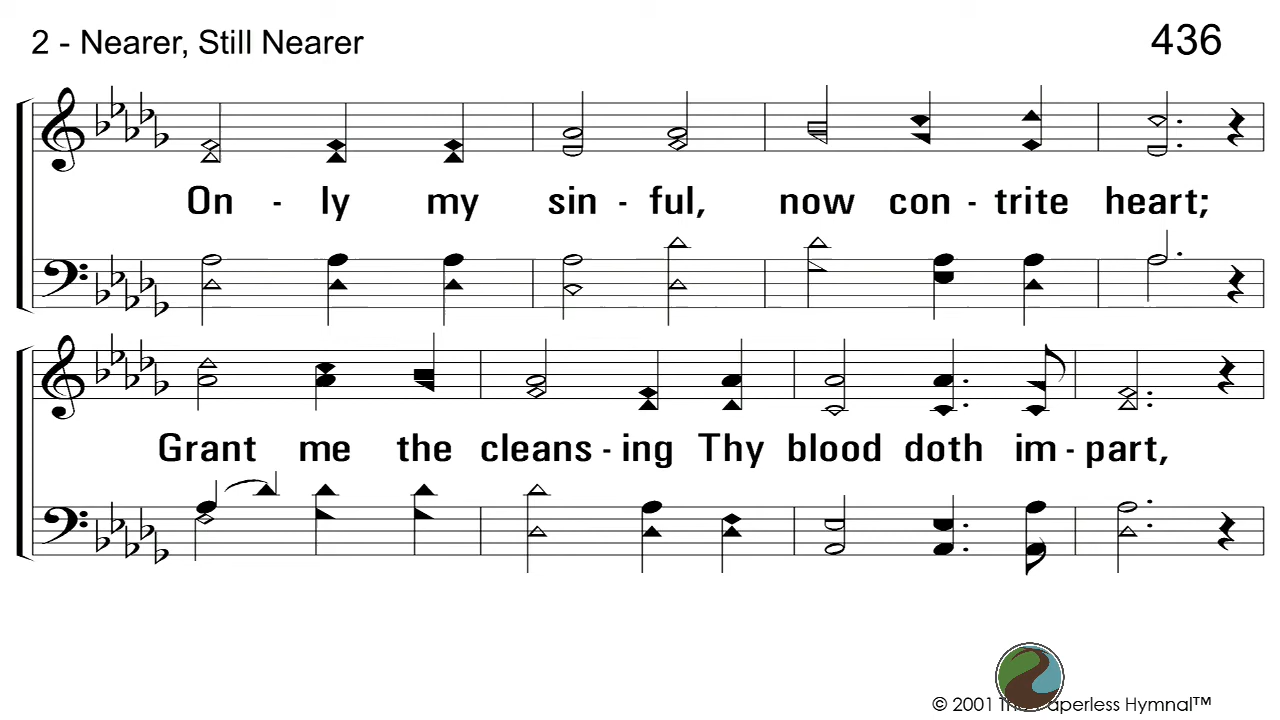 2 - Nearer, Still Nearer
436
On - ly my sin - ful, now con - trite heart;
Grant me the cleans - ing Thy blood doth im - part,
© 2001 The Paperless Hymnal™